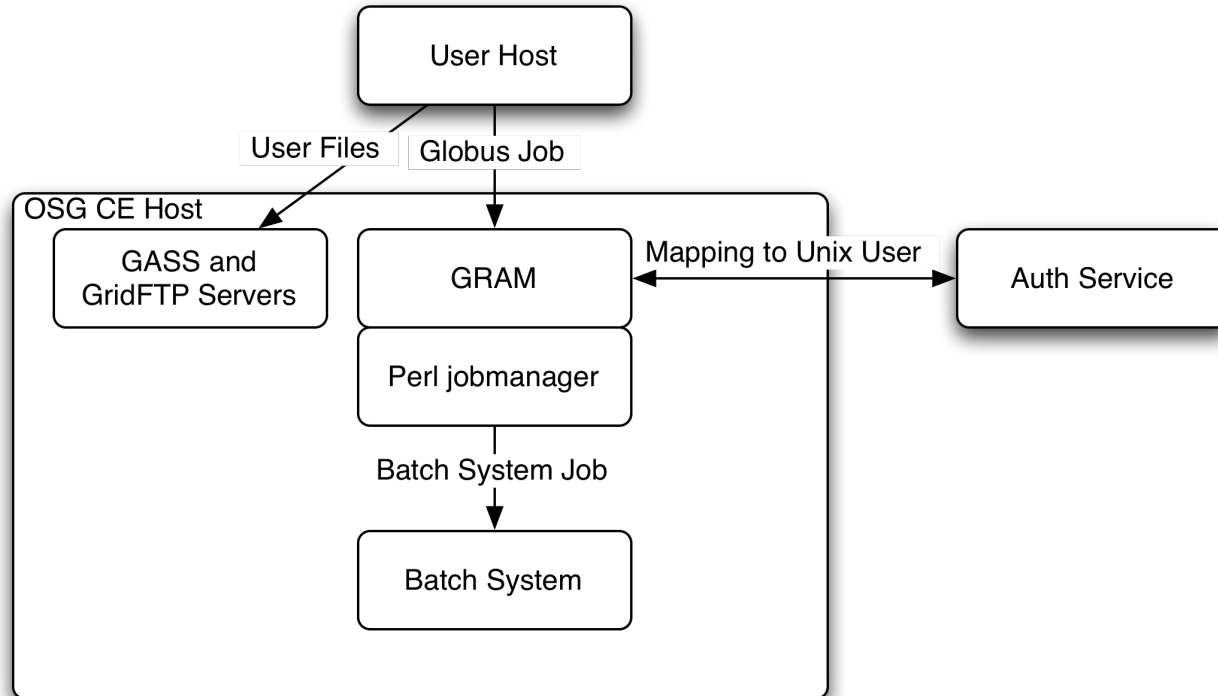 User Host
User Files
Globus Job
OSG CE Host
GASS and
GridFTP Servers
GRAM
Mapping to Unix User
Auth Service
Perl jobmanager
Batch System Job
Batch System